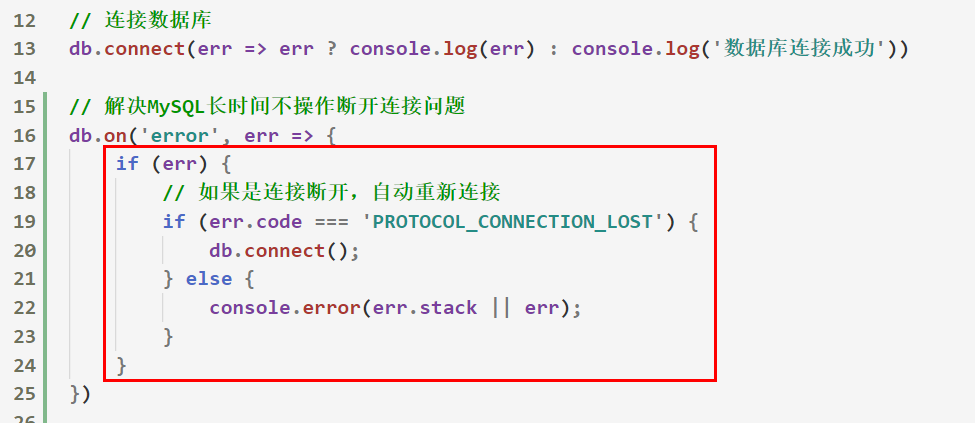 12 // 连接数据库
13 db.connect(err => err ? console.log(err) : console.log('数据库连接成功'))
14
15 // 解决MySQL长时间不操作断开连接问题
16 db.on('error', err => {
17 if (err) {
18 // 如果是连接断开，自动重新连接
19 if (err.code === 'PROTOCOL_CONNECTION_LOST') {
20 db.connect();
21 } else {
22 console.error(err.stack || err);
23 }
24 }
25 })
26